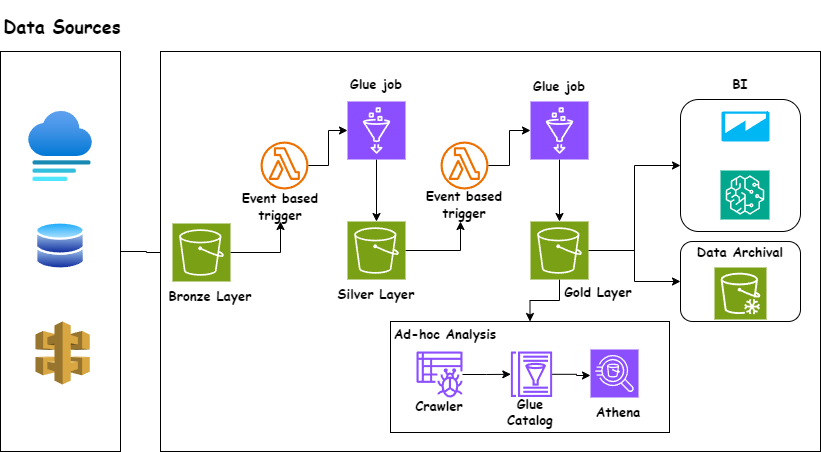 Data Sources
Glue job
Glue job
BI
Event based
trigger
Event based
trigger
Bronze Layer
Silver Layer
Gold Layer
Data Archival
Ad-hoc Analysis
Crawler
Glue
Catalog
Athena